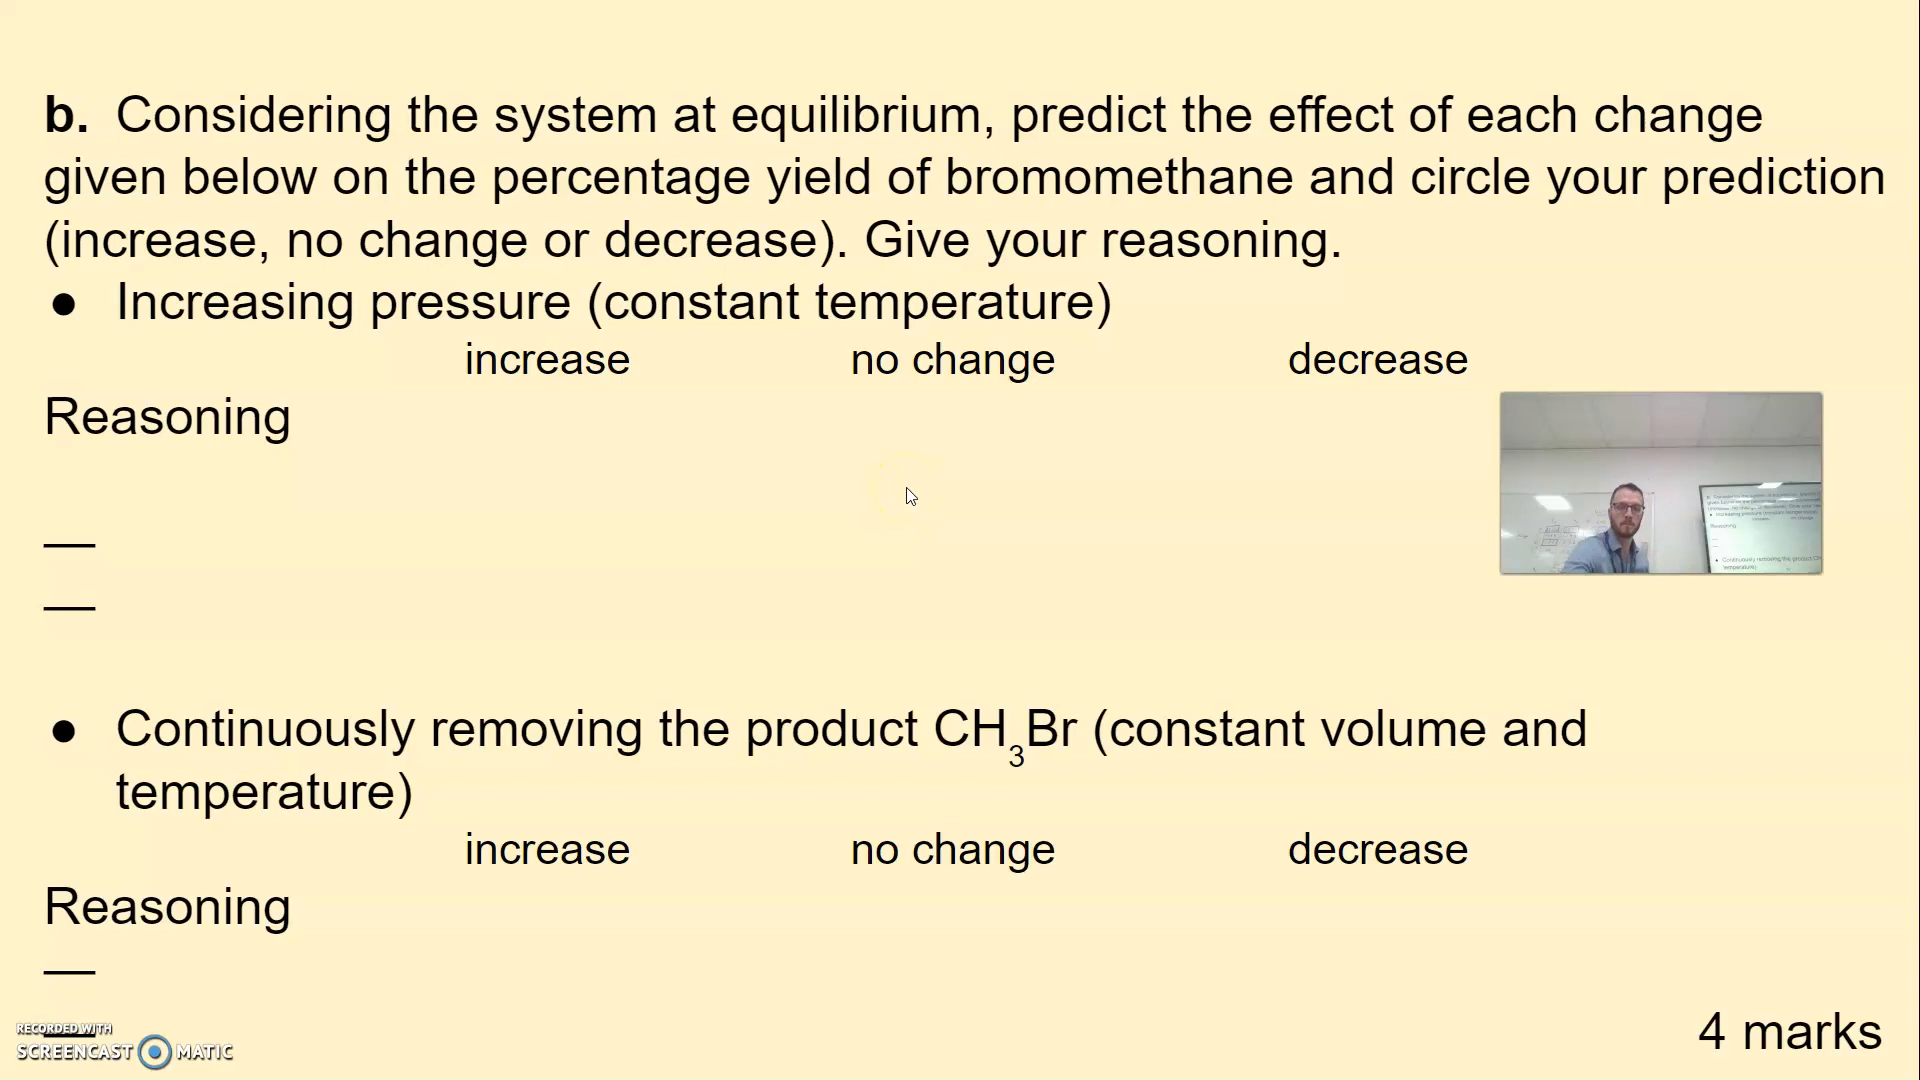 b. Considering the system at equilibrium, predict the effect of each change
given below on the percentage yield of bromomethane and circle your prediction
(increase, no change or decrease). Give your reasoning.
● Increasing pressure (constant temperature)
increase no change decrease
Reasoning
● Continuously removing the product CH₃Br (constant volume and
temperature)
increase no change decrease
Reasoning
4 marks
RECORDED WITH
SCREENCAST MATIC